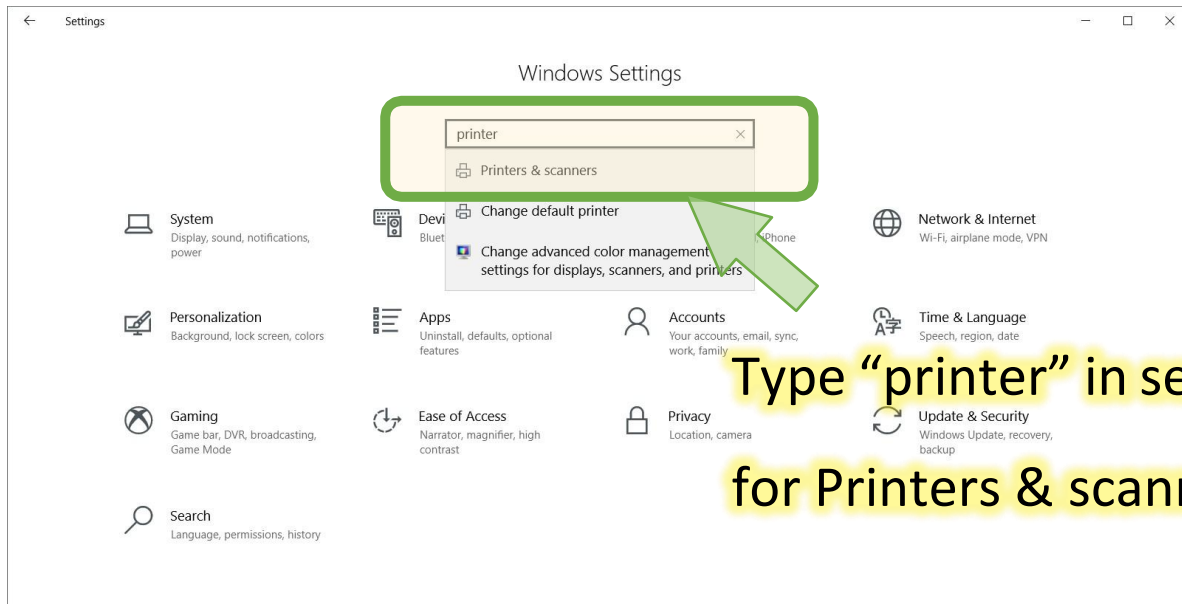 Settings
Windows Settings
printer
Printers & scanners
Change default printer
Change advanced color management
settings for displays, scanners, and printers
System
Display, sound, notifications,
power
Devi
Bluet
iPhone
Network & Internet
Wi-Fi, airplane mode, VPN
Personalization
Background, lock screen, colors
Apps
Uninstall, defaults, optional
features
Accounts
Your accounts, email, sync,
work, family
Time & Language
Speech, region, date
Type “printer” in se
Gaming
Game bar, DVR, broadcasting,
Game Mode
Ease of Access
Narrator, magnifier, high
contrast
Privacy
Location, camera
Update & Security
Windows Update, recovery,
backup
for Printers & scann
Search
Language, permissions, history